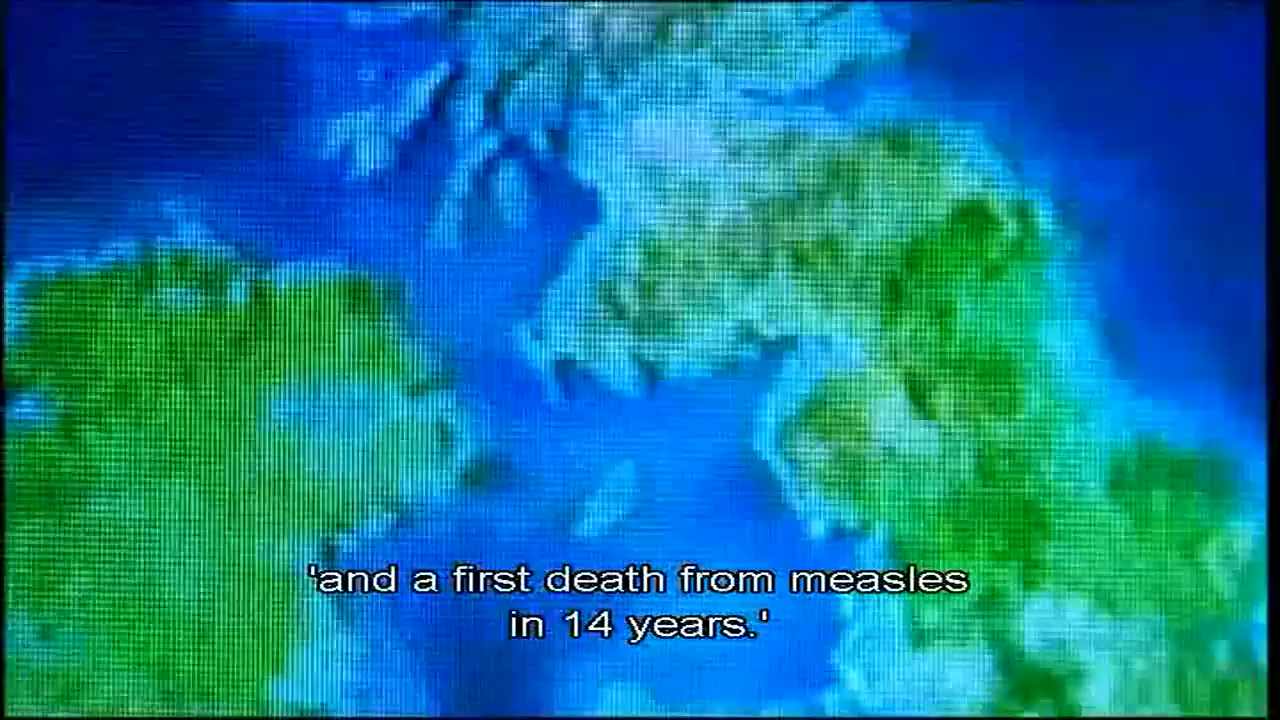 'and a first death from measles
in 14 years.'